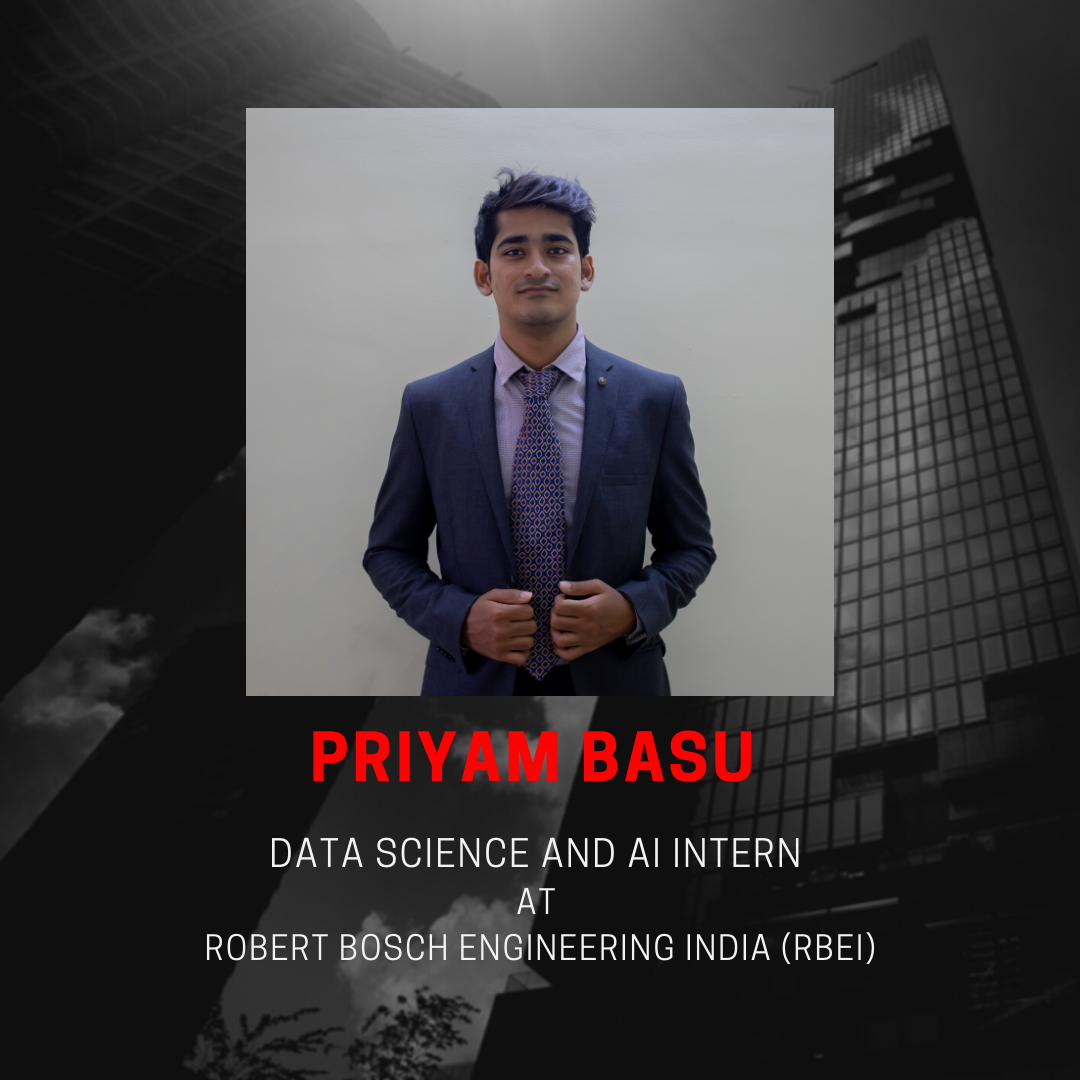 PRIYAM BASU
DATA SCIENCE AND AI INTERN
AT
ROBERT BOSCH ENGINEERING INDIA (RBEI)